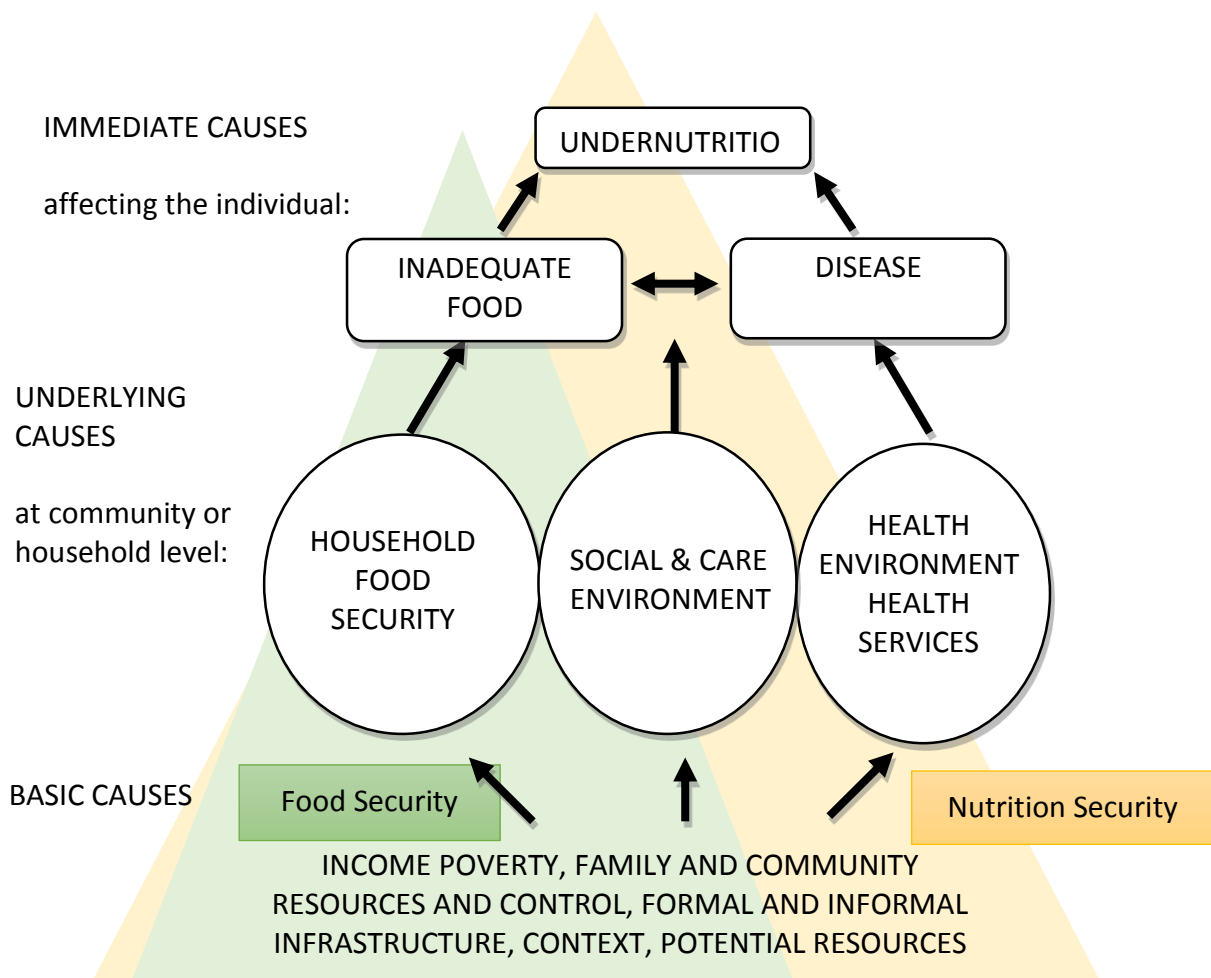 IMMEDIATE CAUSES
affecting the individual:
UNDERNUTRITIO
INADEQUATE
FOOD
DISEASE
UNDERLYING
CAUSES
at community or
household level:
HOUSEHOLD
FOOD
SECURITY
SOCIAL & CARE
ENVIRONMENT
HEALTH
ENVIRONMENT
HEALTH
SERVICES
BASIC CAUSES
Food Security
Nutrition Security
INCOME POVERTY, FAMILY AND COMMUNITY
RESOURCES AND CONTROL, FORMAL AND INFORMAL
INFRASTRUCTURE, CONTEXT, POTENTIAL RESOURCES